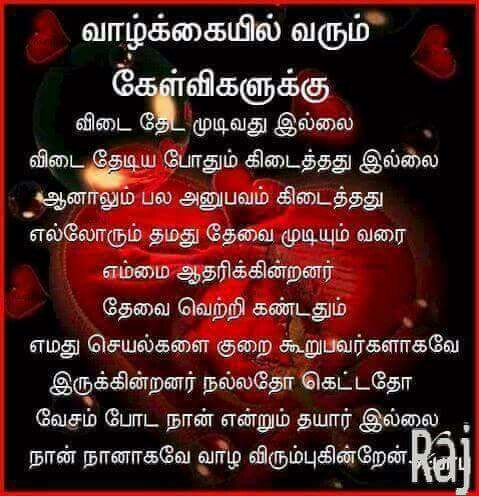 வாழ்க்கையில் வரும்
கேள்விகளுக்கு
விடை தேட முடிவது இல்லை
விடை தேடிய போதும் கிடைத்தது இல்லை
ஆனாலும் பல அனுபவம் கிடைத்தது
எல்லோரும் தமது தேவை முடியும் வரை
எம்மை ஆதரிக்கின்றனர்
தேவை வெற்றி கண்டதும்
எமது செயல்களை குறை கூறுபவர்களாகவே
இருக்கின்றனர் நல்லதோ கெட்டதோ
வேசம் போட நான் என்றும் தயார் இல்லை
நான் நானாகவே வாழ விரும்புகின்றேன்
Raj